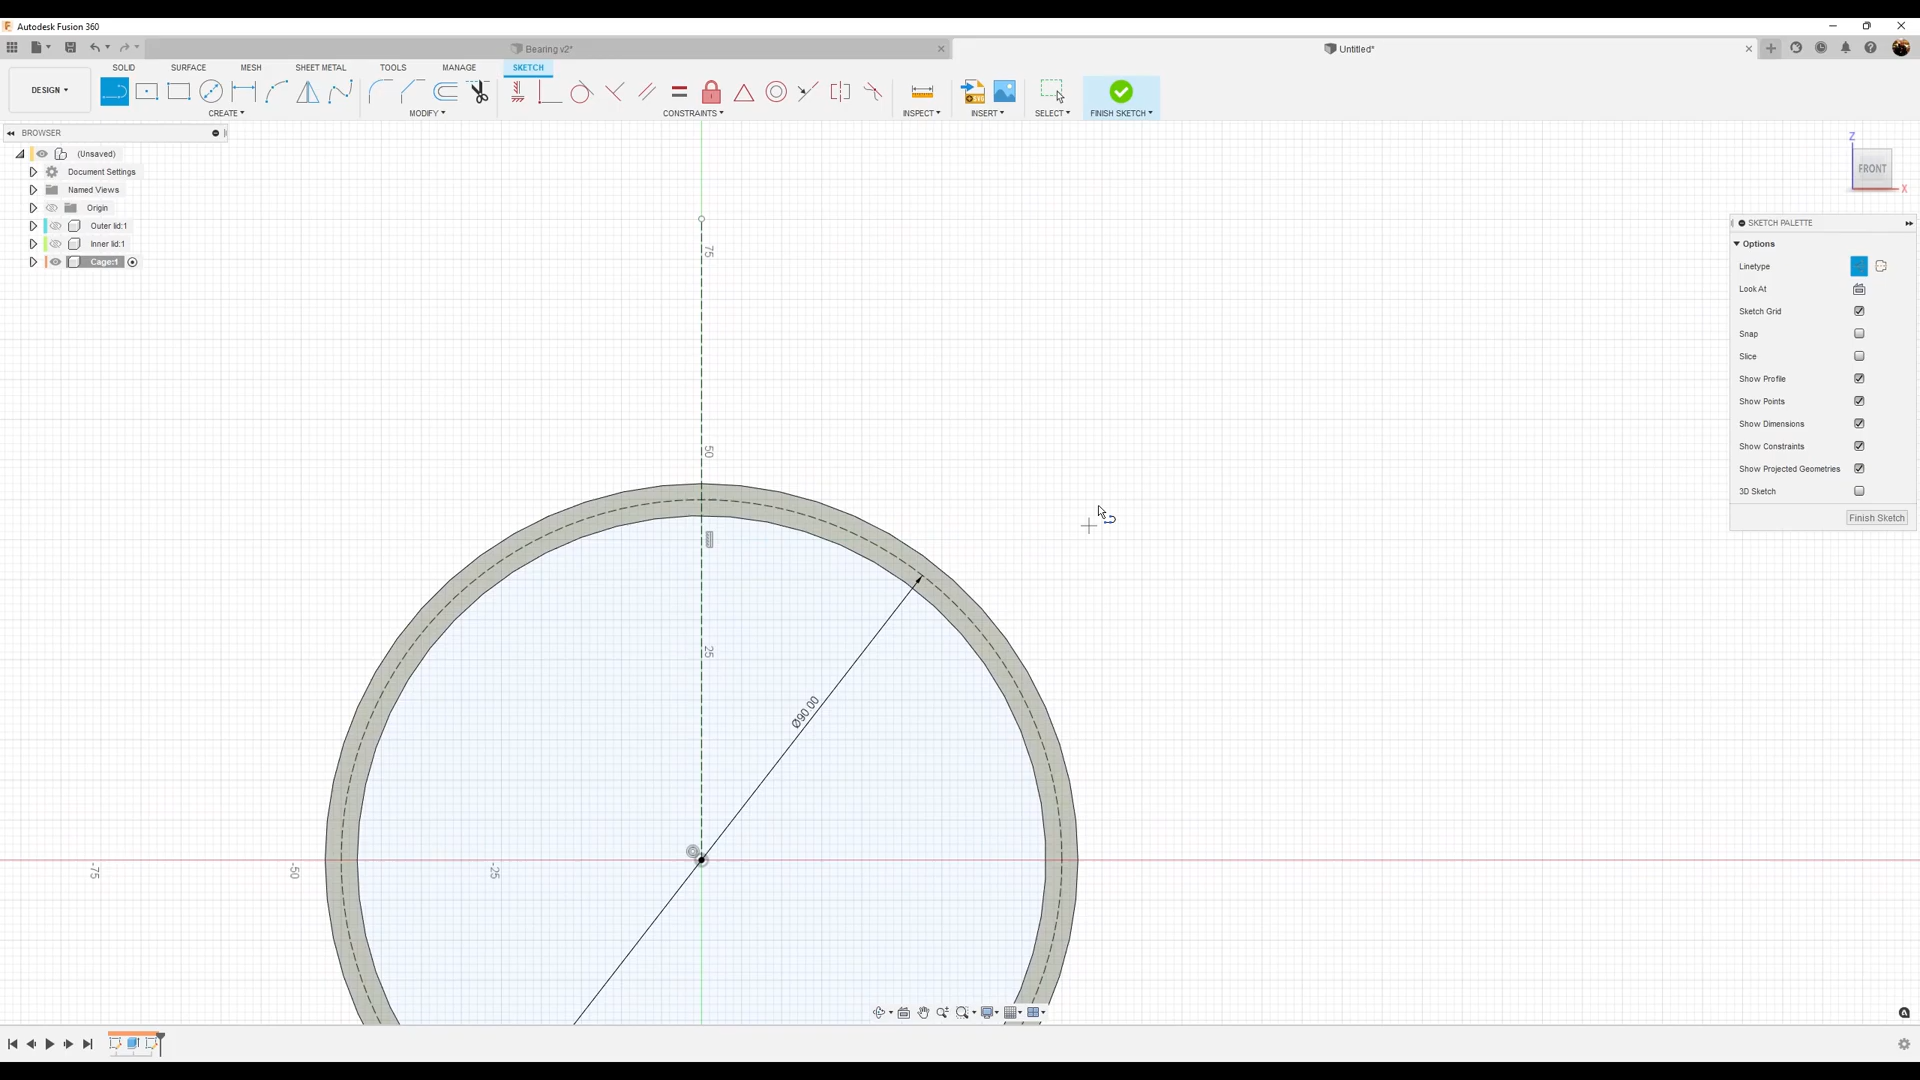 Autodesk Fusion 360
Bearing v2*
Untitled*
SOLID SURFACE MESH SHEET METAL TOOLS MANAGE SKETCH
DESIGN
CREATE MODIFY CONSTRAINTS INSPECT INSERT SELECT FINISH SKETCH
BROWSER
(Unsaved)
Document Settings
Named Views
Origin
Outer lid:1
Inner lid:1
Cage:1
Z
FRONT
X
SKETCH PALETTE
Options
Linetype
Look At
Sketch Grid
Snap
Slice
Show Profile
Show Points
Show Dimensions
Show Constraints
Show Projected Geometries
3D Sketch
Finish Sketch
75
50
25
Ø90.00
-75
-50
-25